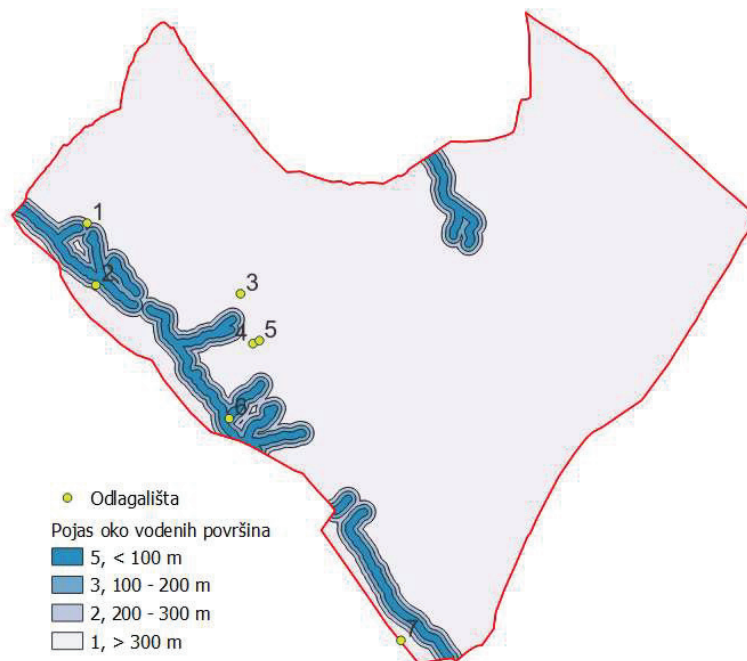 1
2
3
4
5
6
7
Odlagališta
Pojas oko vodenih površina
5, < 100 m
3, 100 - 200 m
2, 200 - 300 m
1, > 300 m